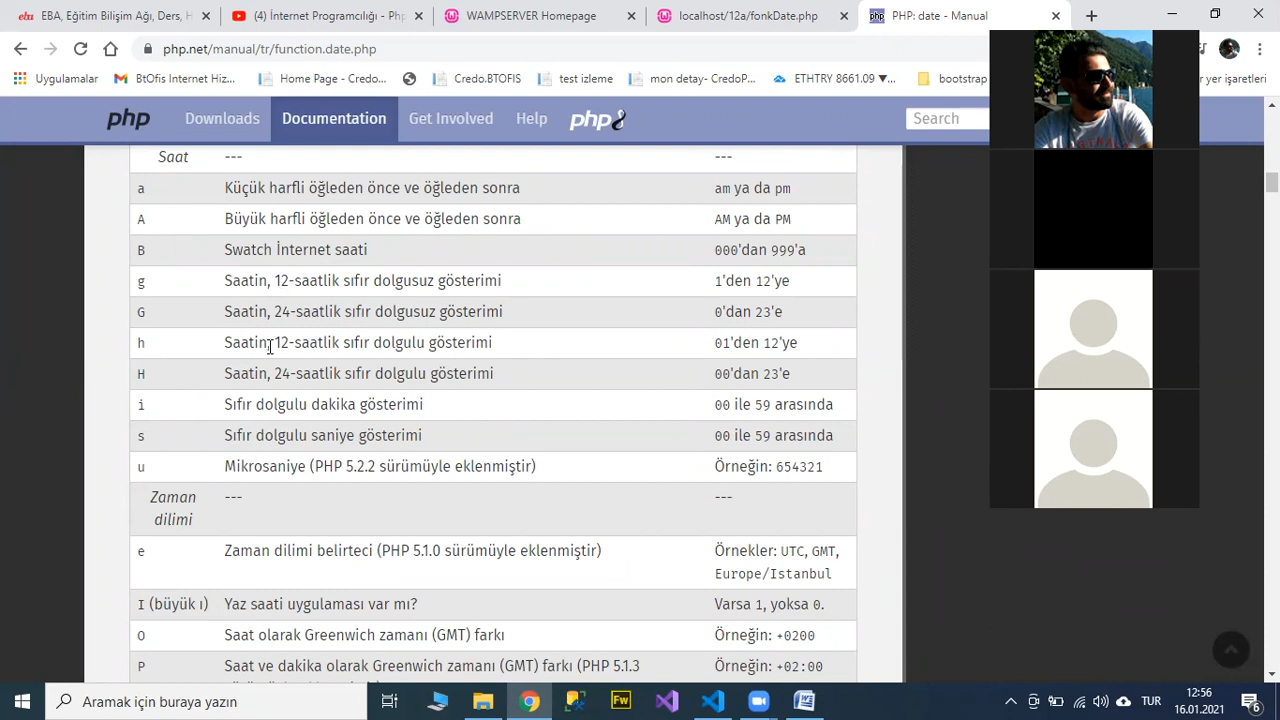 EBA, Eğitim Bilişim Ağı, Ders, H
(4) İnternet Programcılığı - Ph
WAMPSERVER Homepage
localhost/12a/fonkDate.php
PHP: date - Manual
php.net/manual/tr/function.date.php
Uygulamalar
BtOfis Internet Hiz...
Home Page - Credo...
Credo.BTOFIS
test izleme
mon detay- CredoP...
ETHTRY 8661.09 ▼...
bootstrap
er yer işaretleri
php
Downloads
Documentation
Get Involved
Help
php8
Search
Saat --- ---
a Küçük harfli öğleden önce ve öğleden sonra am ya da pm
A Büyük harfli öğleden önce ve öğleden sonra AM ya da PM
B Swatch İnternet saati 000'dan 999'a
g Saatin, 12-saatlik sıfır dolgusuz gösterimi 1'den 12'ye
G Saatin, 24-saatlik sıfır dolgusuz gösterimi 0'dan 23'e
h Saatin, 12-saatlik sıfır dolgulu gösterimi 01'den 12'ye
H Saatin, 24-saatlik sıfır dolgulu gösterimi 00'dan 23'e
i Sıfır dolgulu dakika gösterimi 00 ile 59 arasında
s Sıfır dolgulu saniye gösterimi 00 ile 59 arasında
u Mikrosaniye (PHP 5.2.2 sürümüyle eklenmiştir) Örneğin: 654321
Zaman --- ---
dilimi
e Zaman dilimi belirteci (PHP 5.1.0 sürümüyle eklenmiştir) Örnekler: UTC, GMT,
Europe/Istanbul
I (büyük ı) Yaz saati uygulaması var mı? Varsa 1, yoksa 0.
O Saat olarak Greenwich zamanı (GMT) farkı Örneğin: +0200
P Saat ve dakika olarak Greenwich zamanı (GMT) farkı (PHP 5.1.3 Örneğin: +02:00
Aramak için buraya yazın
Fw
TUR
12:56
16.01.2021
6